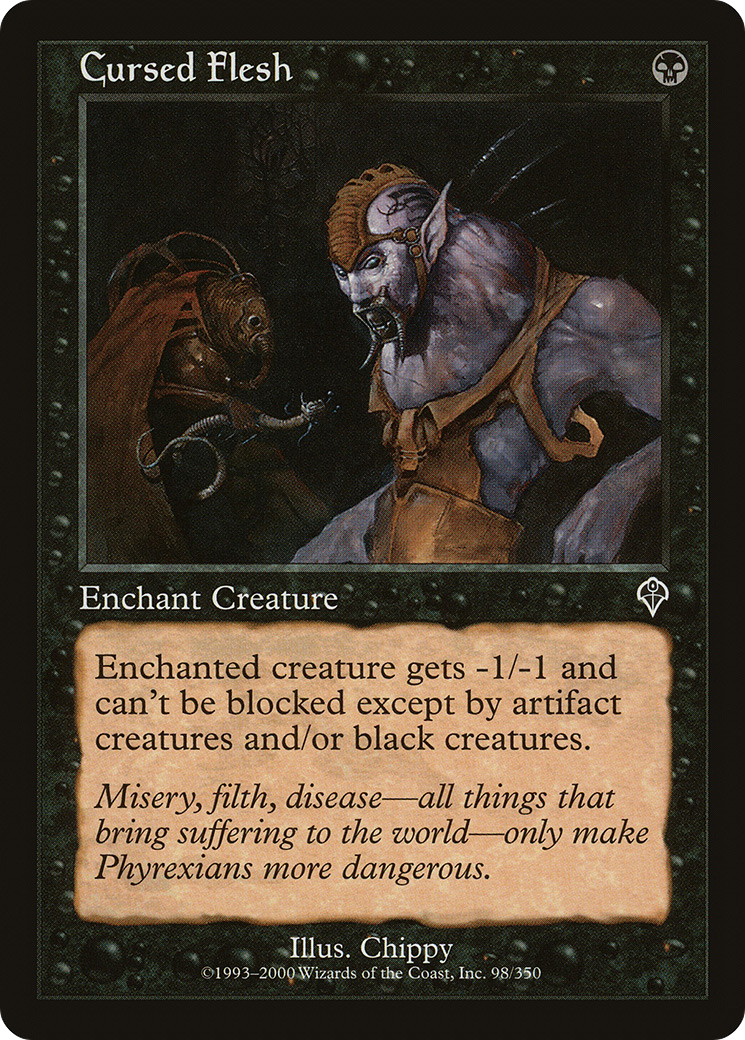 Cursed Flesh
Enchant Creature
Enchanted creature gets -1/-1 and
can't be blocked except by artifact
creatures and/or black creatures.
Misery, filth, disease—all things that
bring suffering to the world—only make
Phyrexians more dangerous.
Illus. Chippy
©1993–2000 Wizards of the Coast, Inc. 98/350